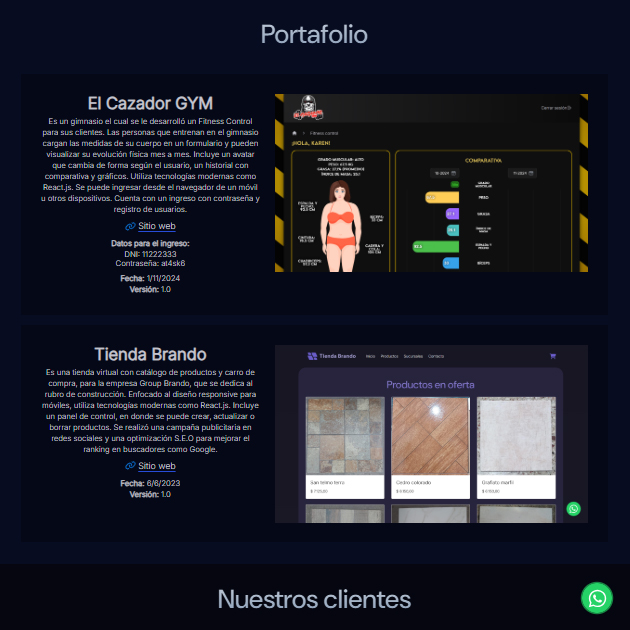 Portafolio
El Cazador GYM
Es un gimnasio el cual se le desarrolló un Fitness Control
para sus clientes. Las personas que entrenan en el gimnasio
cargan las medidas de su cuerpo en un formulario y pueden
visualizar su evolución física mes a mes. Incluye un avatar
que cambia de forma según el usuario, un historial con
comparativa y gráficos. Utiliza tecnologías modernas como
React.js. Se puede ingresar desde el navegador de un móvil
u otros dispositivos. Cuenta con un ingreso con contraseña y
registro de usuarios.
Sitio web
Datos para el ingreso:
DNI: 11222333
Contraseña: at4sk6
Fecha: 1/11/2024
Versión: 1.0
Cerrar sesión
Fitness control
¡HOLA, KAREN!
COMPARATIVA
Tienda Brando
Es una tienda virtual con catálogo de productos y carro de
compra, para la empresa Group Brando, que se dedica al
rubro de construcción. Enfocado al diseño responsive para
móviles, utiliza tecnologías modernas como React.js. Incluye
un panel de control, en donde se puede crear, actualizar o
borrar productos. Se realizó una campaña publicitaria en
redes sociales y una optimización S.E.O para mejorar el
ranking en buscadores como Google.
Sitio web
Fecha: 6/6/2023
Versión: 1.0
Tienda Brando Inicio Productos Sucursales Contacto
Productos en oferta
San telmo terra Cedro colorado Grafiato marfil
Nuestros clientes